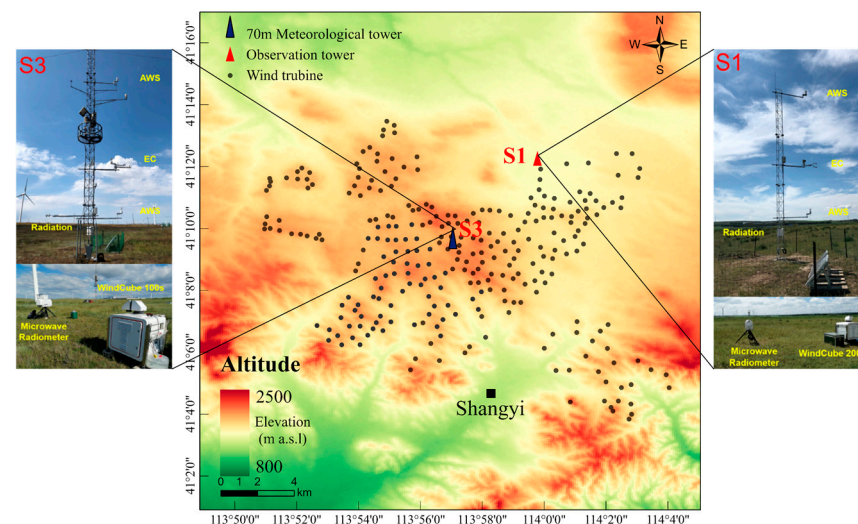 S3
AWS
EC
AWS
Radiation
WindCube 100s
Microwave
Radiometer
70m Meteorological tower
Observation tower
Wind trubine
N
W
E
S
S1
S3
Shangyi
Altitude
2500
Elevation
(m a.s.l)
800
0 2 4
km
41°16'0"
41°14'0"
41°12'0"
41°10'0"
41°8'0"
41°6'0"
41°4'0"
41°2'0"
113°50'0"
113°52'0"
113°54'0"
113°56'0"
113°58'0"
114°0'0"
114°2'0"
114°4'0"
S1
AWS
EC
AWS
Radiation
Microwave
Radiometer
WindCube 200